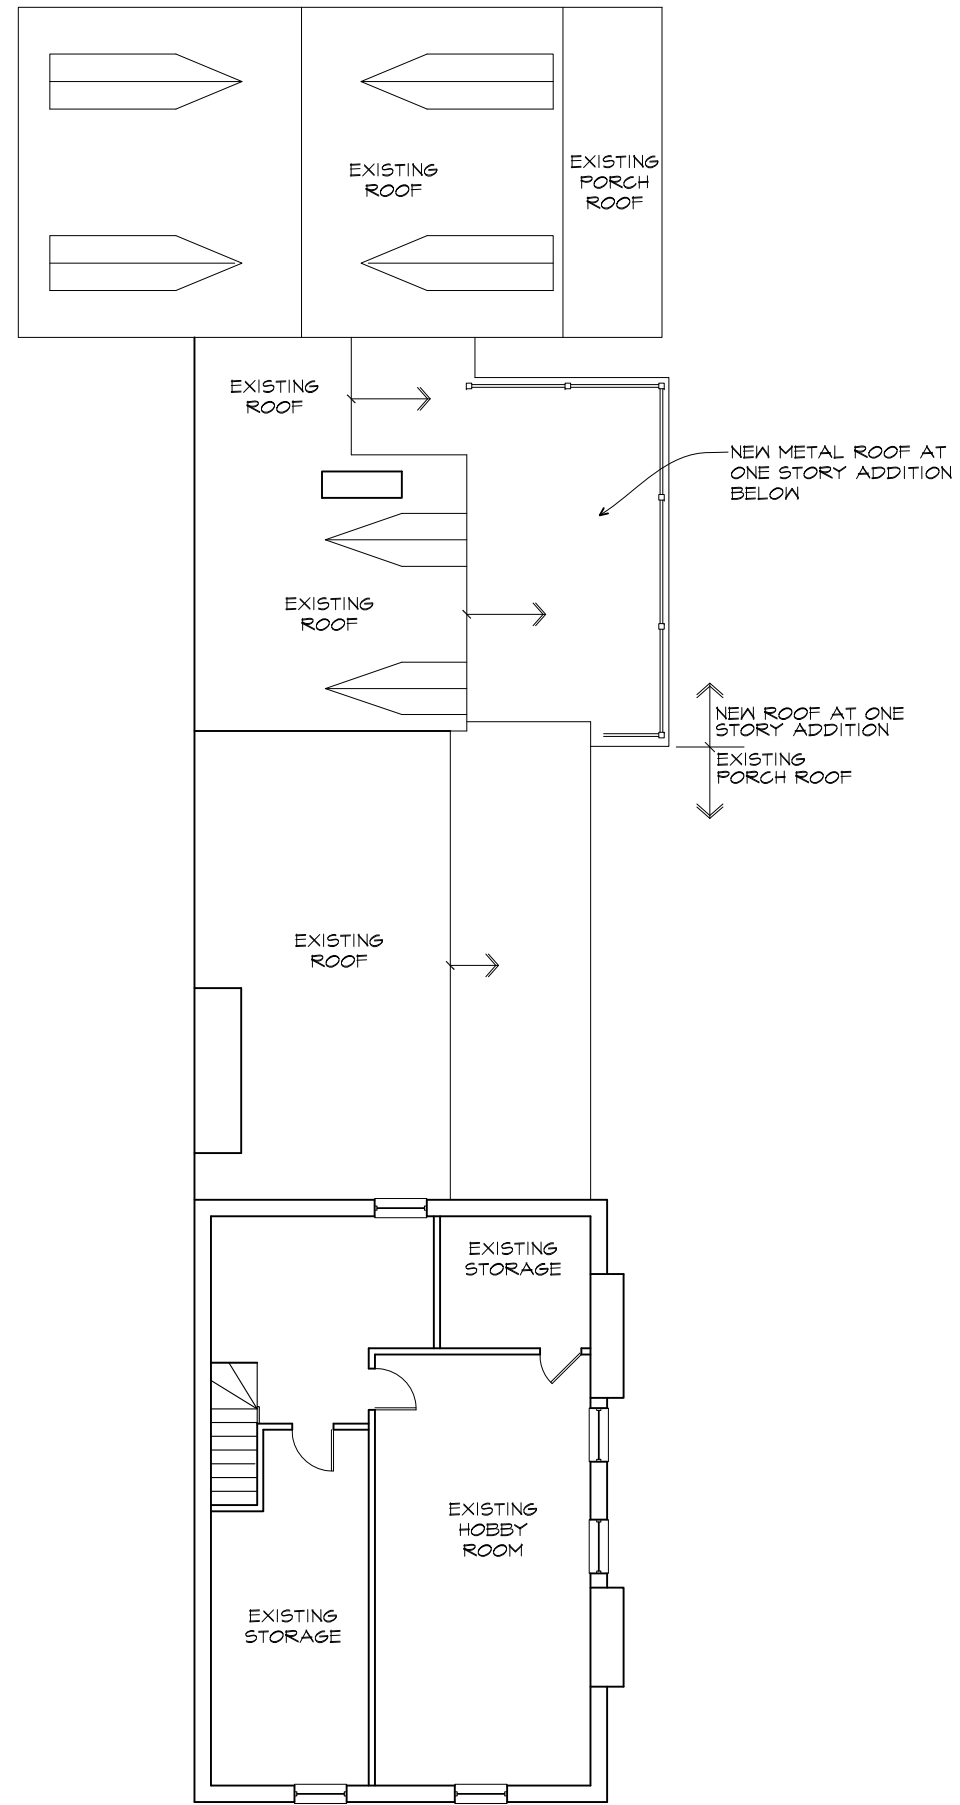 EXISTING
ROOF
EXISTING
PORCH
ROOF
EXISTING
ROOF
NEW METAL ROOF AT
ONE STORY ADDITION
BELOW
EXISTING
ROOF
NEW ROOF AT ONE
STORY ADDITION
EXISTING
PORCH ROOF
EXISTING
ROOF
EXISTING
STORAGE
EXISTING
HOBBY
ROOM
EXISTING
STORAGE